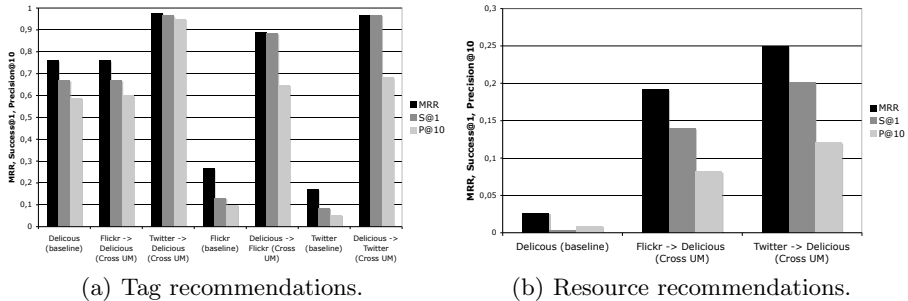 MRR, Success@1, Precision@10
1
0,9
0,8
0,7
0,6
0,5
0,4
0,3
0,2
0,1
0
Delicous (baseline)
Flickr -> Delicious (Cross UM)
Twitter -> Delicious (Cross UM)
Flickr (baseline)
Delicious -> Flickr (Cross UM)
Twitter (baseline)
Delicious -> Twitter (Cross UM)
MRR
S@1
P@10
(a) Tag recommendations.
MRR, Success@1, Precision@10
0,3
0,25
0,2
0,15
0,1
0,05
0
Delicous (baseline)
Flickr -> Delicious (Cross UM)
Twitter -> Delicious (Cross UM)
MRR
S@1
P@10
(b) Resource recommendations.